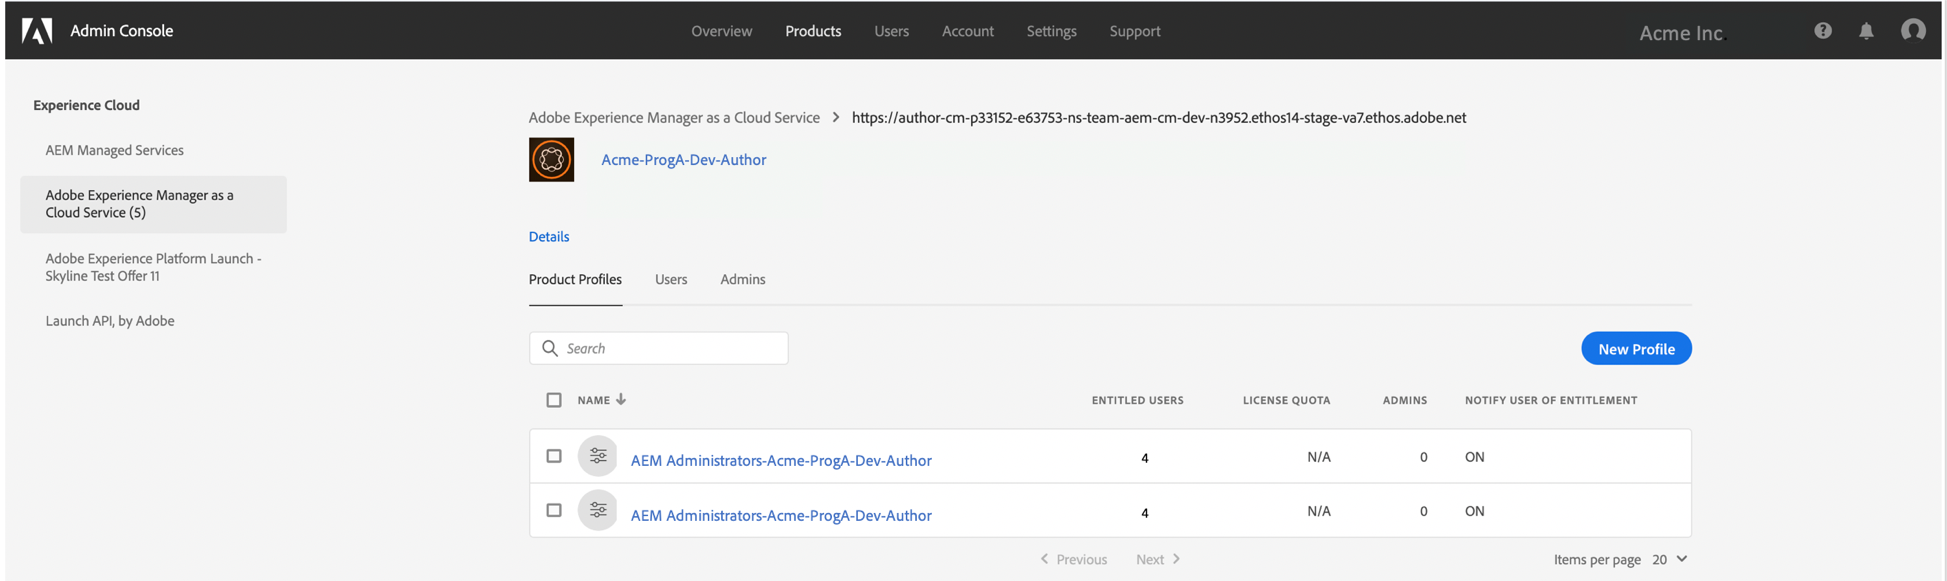 Admin Console
Overview Products Users Account Settings Support
Acme Inc.
Experience Cloud
AEM Managed Services
Adobe Experience Manager as a
Cloud Service (5)
Adobe Experience Platform Launch -
Skyline Test Offer 11
Launch API, by Adobe
Adobe Experience Manager as a Cloud Service > https://author-cm-p33152-e63753-ns-team-aem-cm-dev-n3952.ethos14-stage-va7.ethos.adobe.net
Acme-ProgA-Dev-Author
Details
Product Profiles Users Admins
Search
New Profile
NAME ENTITLED USERS LICENSE QUOTA ADMINS NOTIFY USER OF ENTITLEMENT
AEM Administrators-Acme-ProgA-Dev-Author 4 N/A 0 ON
AEM Administrators-Acme-ProgA-Dev-Author 4 N/A 0 ON
Previous Next Items per page 20